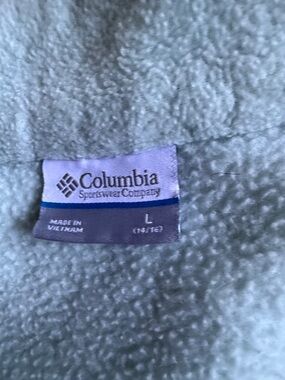 Columbia
Sportswear Company
MADE IN
VIETNAM
L
(14/16)